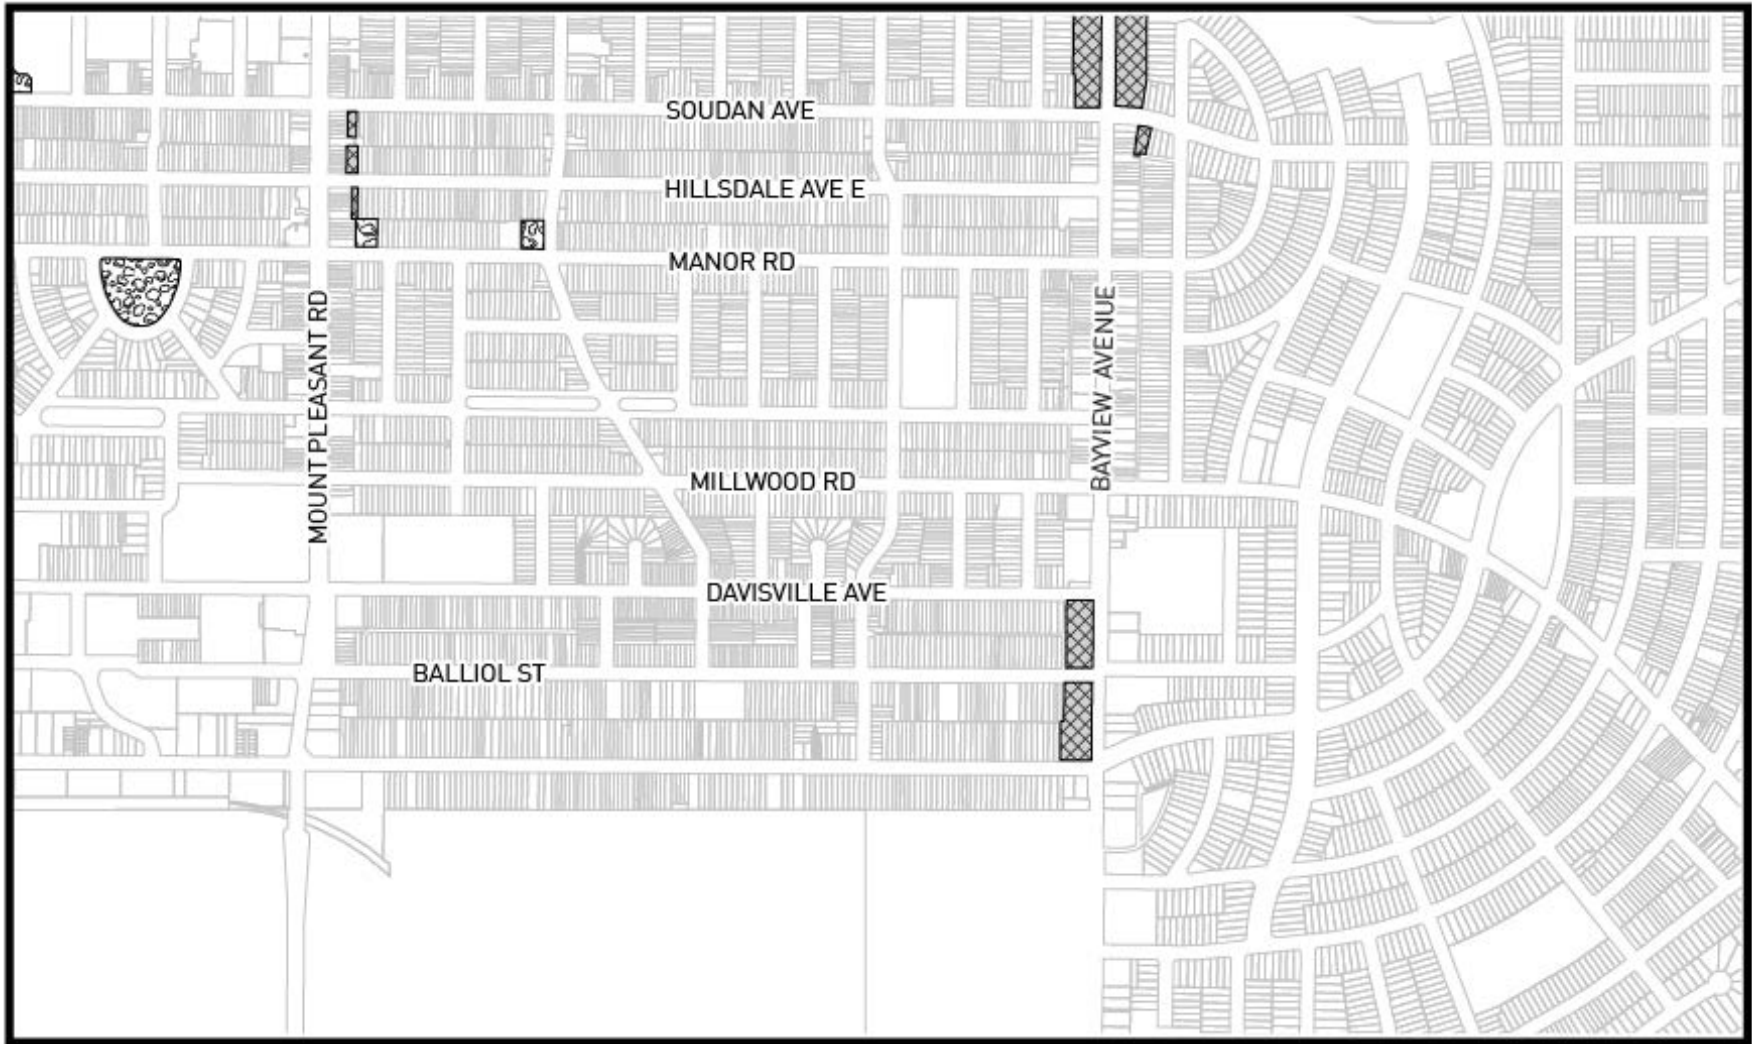 SOUDAN AVE
HILLSDALE AVE E
MANOR RD
MOUNT PLEASANT RD
BAYVIEW AVENUE
MILLWOOD RD
DAVISVILLE AVE
BALLIOL ST